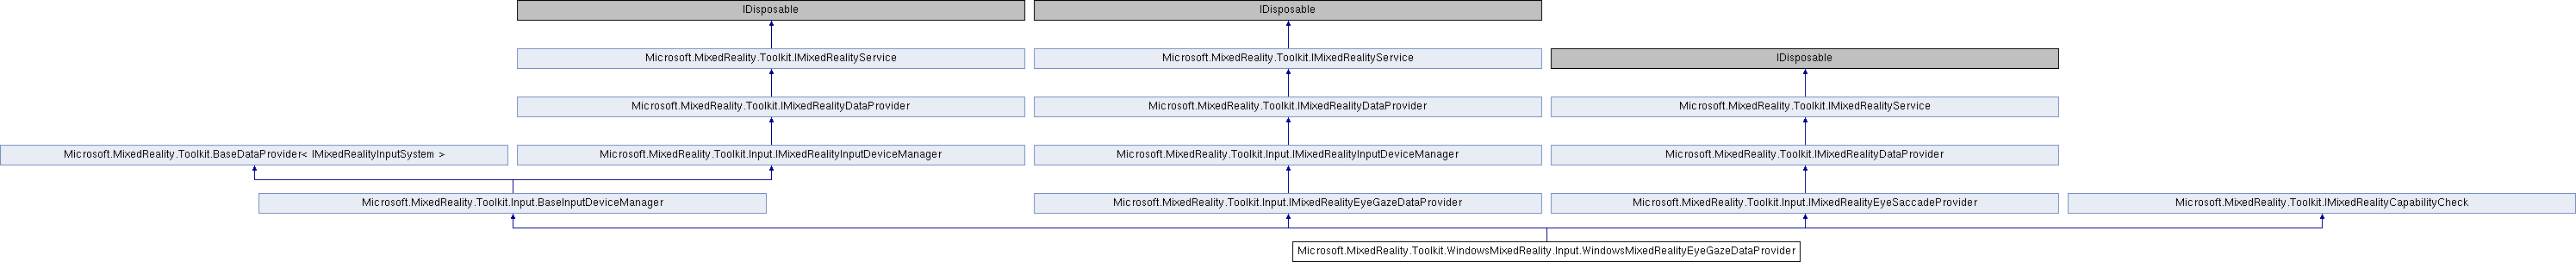 IDisposable
IDisposable
Microsoft.MixedReality.Toolkit.IMixedRealityService
Microsoft.MixedReality.Toolkit.IMixedRealityService
IDisposable
Microsoft.MixedReality.Toolkit.IMixedRealityDataProvider
Microsoft.MixedReality.Toolkit.IMixedRealityDataProvider
Microsoft.MixedReality.Toolkit.IMixedRealityService
Microsoft.MixedReality.Toolkit.BaseDataProvider< IMixedRealityInputSystem >
Microsoft.MixedReality.Toolkit.Input.IMixedRealityInputDeviceManager
Microsoft.MixedReality.Toolkit.Input.IMixedRealityInputDeviceManager
Microsoft.MixedReality.Toolkit.IMixedRealityDataProvider
Microsoft.MixedReality.Toolkit.Input.BaseInputDeviceManager
Microsoft.MixedReality.Toolkit.Input.IMixedRealityEyeGazeDataProvider
Microsoft.MixedReality.Toolkit.Input.IMixedRealityEyeSaccadeProvider
Microsoft.MixedReality.Toolkit.IMixedRealityCapabilityCheck
Microsoft.MixedReality.Toolkit.WindowsMixedReality.Input.WindowsMixedRealityEyeGazeDataProvider